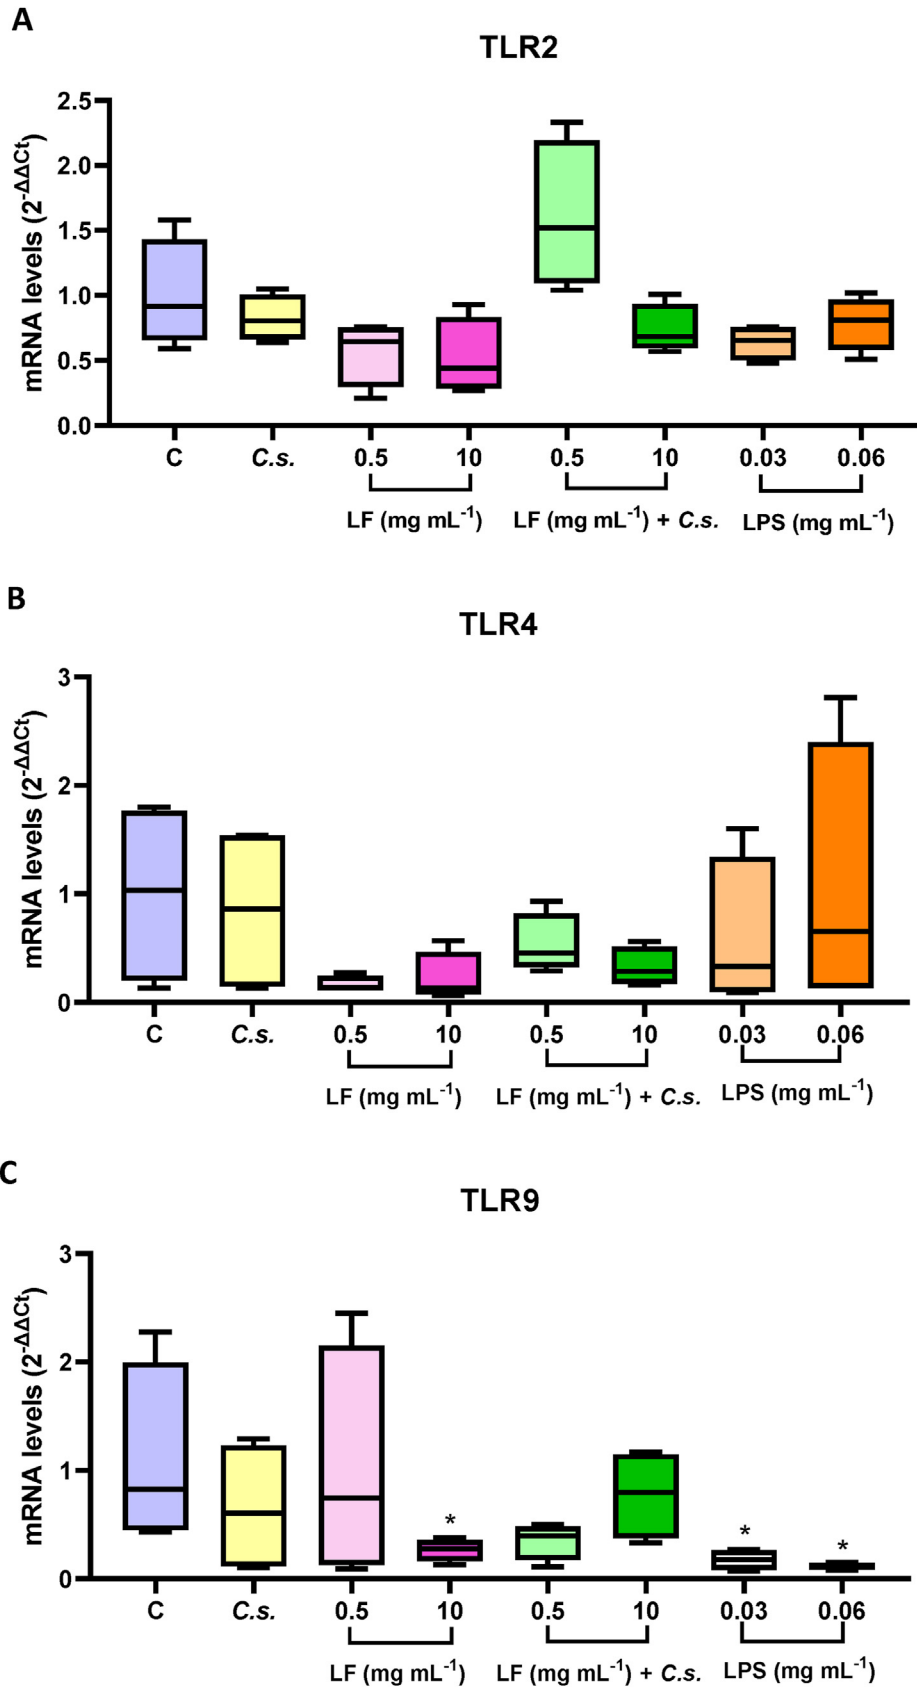 A
TLR2
mRNA levels (2^-ΔΔCt)
2.5
2.0
1.5
1.0
0.5
0.0
C C.s. 0.5 10 0.5 10 0.03 0.06
LF (mg mL^-1) LF (mg mL^-1) + C.s. LPS (mg mL^-1)
B
TLR4
mRNA levels (2^-ΔΔCt)
3
2
1
0
C C.s. 0.5 10 0.5 10 0.03 0.06
LF (mg mL^-1) LF (mg mL^-1) + C.s. LPS (mg mL^-1)
C
TLR9
mRNA levels (2^-ΔΔCt)
3
2
1
0
* * *
C C.s. 0.5 10 0.5 10 0.03 0.06
LF (mg mL^-1) LF (mg mL^-1) + C.s. LPS (mg mL^-1)